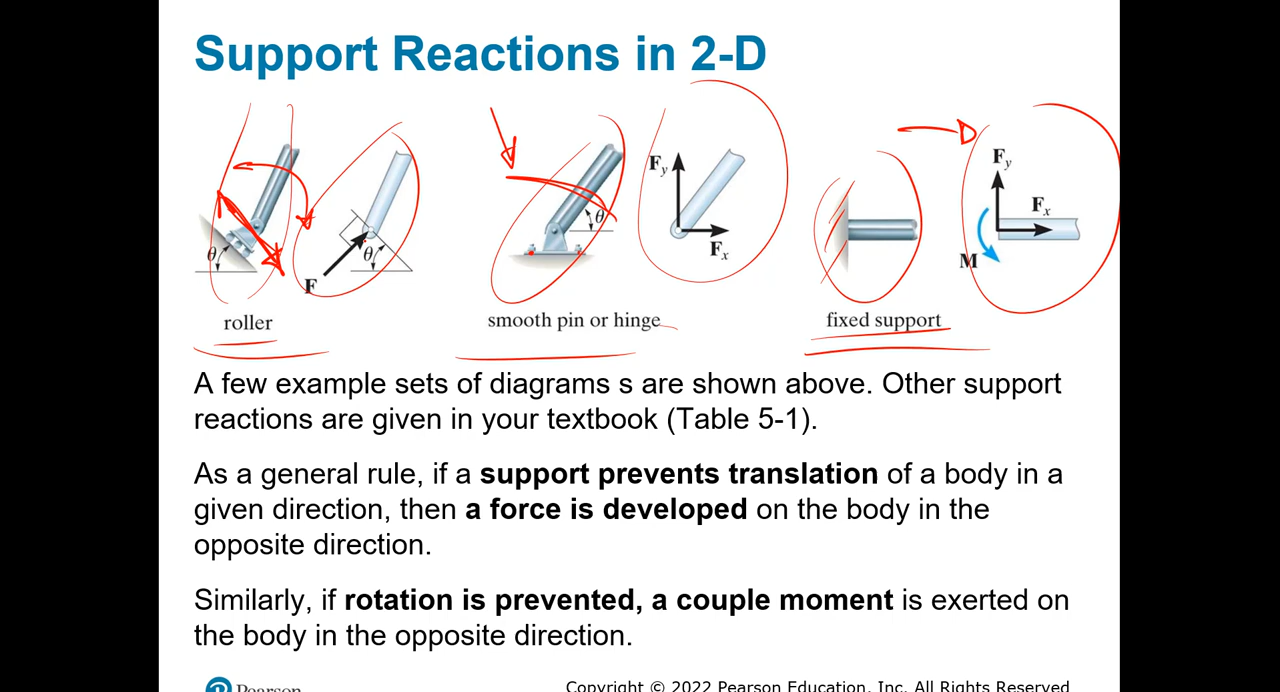 Support Reactions in 2-D
θ
F
θ
roller
θ
smooth pin or hinge
Fy
Fx
fixed support
Fy
Fx
M
A few example sets of diagrams s are shown above. Other support
reactions are given in your textbook (Table 5-1).
As a general rule, if a support prevents translation of a body in a
given direction, then a force is developed on the body in the
opposite direction.
Similarly, if rotation is prevented, a couple moment is exerted on
the body in the opposite direction.
Pearson
Copyright © 2022 Pearson Education, Inc. All Rights Reserved